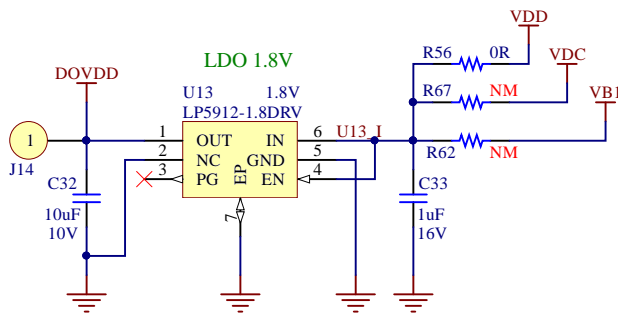 LDO 1.8V
VDD
R56 0R
DOVDD
VDC
U13 1.8V
R67 NM
LP5912-1.8DRV
VB1
1
J14
1 OUT IN 6 U13_I
2 NC GND 5
3 PG EP EN 4
7
R62 NM
C32
10uF
10V
C33
1uF
16V